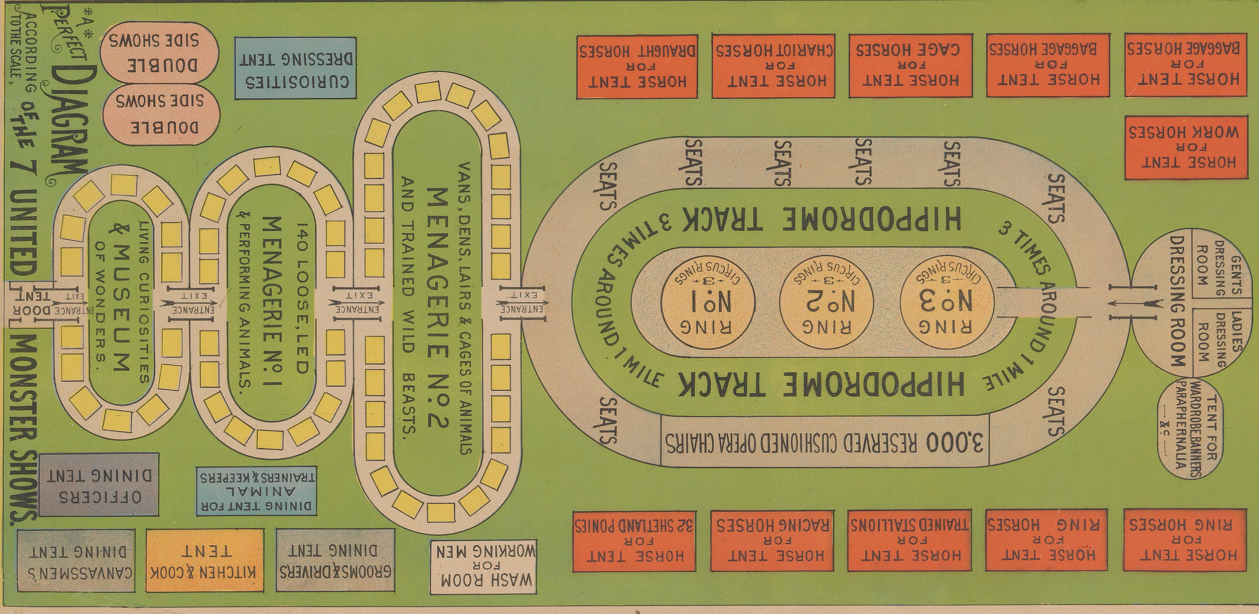 *A*
PERFECT DIAGRAM
ACCORDING
TO THE SCALE,
OF THE 7 UNITED MONSTER SHOWS.
DOUBLE
SIDE SHOWS
DOUBLE
SIDE SHOWS
CURIOSITIES
DRESSING TENT
DOOR
TENT
EXIT
ENTRANCE
LIVING CURIOSITIES
& MUSEUM
OF WONDERS.
EXIT
ENTRANCE
140 LOOSE, LED
MENAGERIE No. 1
& PERFORMING ANIMALS.
EXIT
ENTRANCE
VANS, DENS, LAIRS & CAGES OF ANIMALS
MENAGERIE No. 2
AND TRAINED WILD BEASTS.
EXIT
ENTRANCE
OFFICERS
DINING TENT
DINING TENT FOR
ANIMAL
TRAINERS & KEEPERS
CANVASSMEN'S
DINING TENT
KITCHEN & COOK
TENT
GROOMS & DRIVERS
DINING TENT
WASH ROOM
FOR
WORKING MEN
HORSE TENT
FOR
DRAUGHT HORSES
HORSE TENT
FOR
CHARIOT HORSES
HORSE TENT
FOR
CAGE HORSES
HORSE TENT
FOR
BAGGAGE HORSES
HORSE TENT
FOR
BAGGAGE HORSES
HORSE TENT
FOR
WORK HORSES
SEATS
SEATS
SEATS
SEATS
SEATS
SEATS
HIPPODROME TRACK
3 TIMES AROUND 1 MILE
RING
No. 1
3
CIRCUS RINGS
RING
No. 2
3
CIRCUS RINGS
RING
No. 3
3
CIRCUS RINGS
3 TIMES AROUND 1 MILE
HIPPODROME TRACK
SEATS
SEATS
3,000 RESERVED CUSHIONED OPERA CHAIRS
DRESSING ROOM
GENTS
DRESSING
ROOM
LADIES
DRESSING
ROOM
TENT FOR
WARDROBE, BANNERS
PARAPHERNALIA
— &c —
HORSE TENT
FOR
32 SHETLAND PONIES
HORSE TENT
FOR
RACING HORSES
HORSE TENT
FOR
TRAINED STALLIONS
HORSE TENT
FOR
RING HORSES
HORSE TENT
FOR
RING HORSES